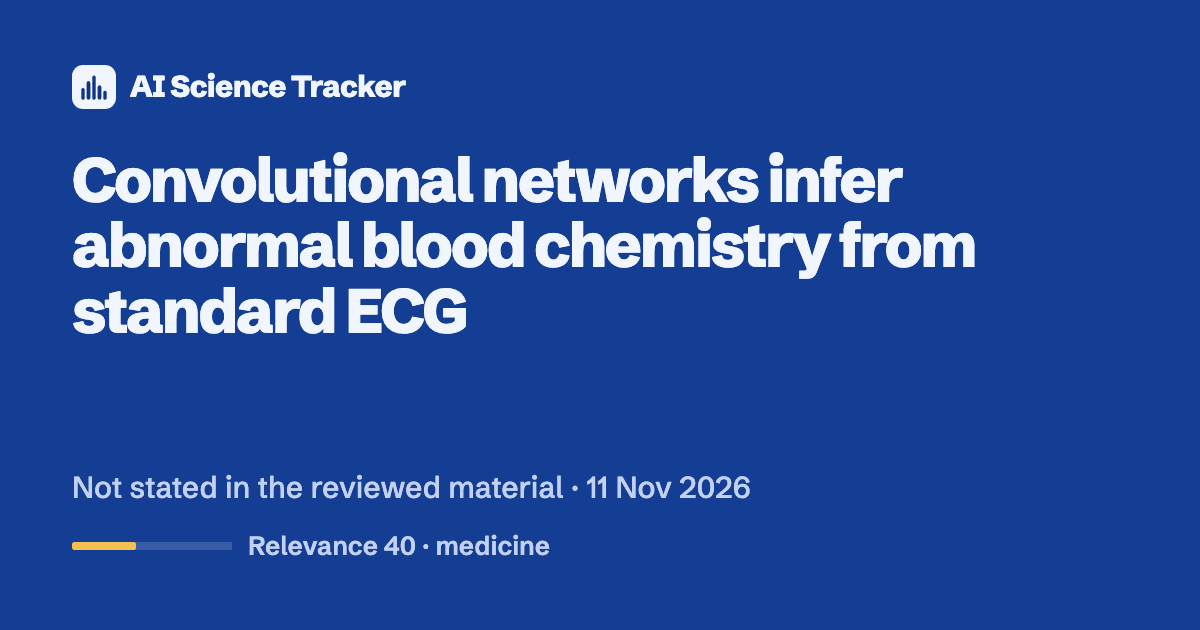 AI Science Tracker
Convolutional networks infer
abnormal blood chemistry from
standard ECG
Not stated in the reviewed material · 11 Nov 2026
Relevance 40 · medicine